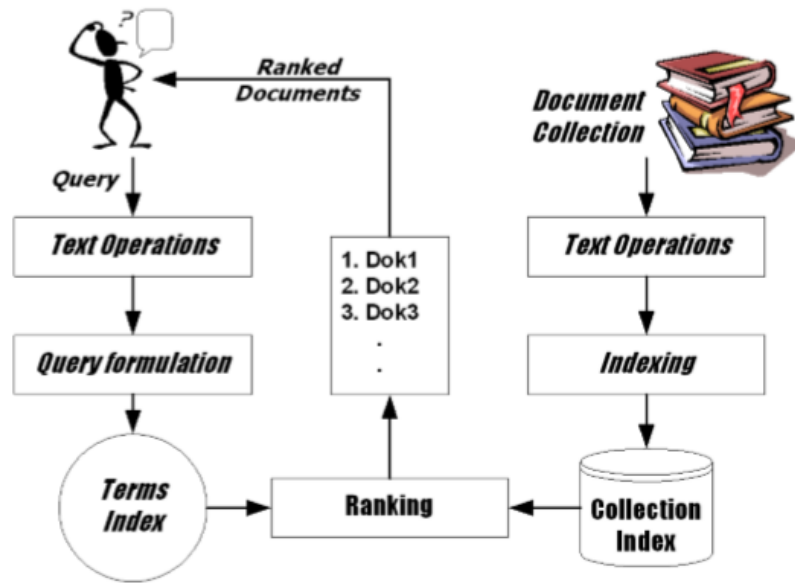 ?
Ranked
Documents
Document
Collection
Query
Text Operations
1. Dok1
2. Dok2
3. Dok3
.
.
Text Operations
Query formulation
Indexing
Terms
Index
Ranking
Collection
Index